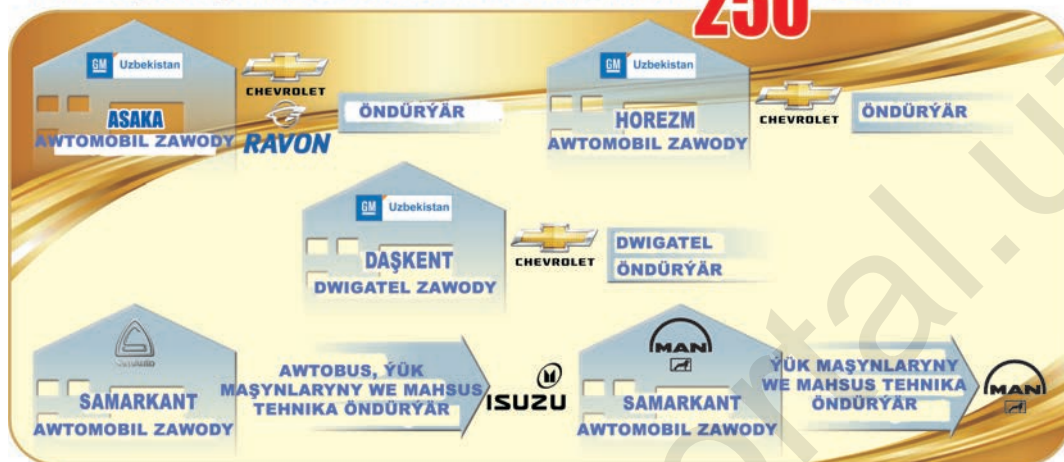 250
GM Uzbekistan
ASAKA
AWTOMOBIL ZAWODY
CHEVROLET
RAVON
ÖNDÜRÝÄR
GM Uzbekistan
HOREZM
AWTOMOBIL ZAWODY
CHEVROLET
ÖNDÜRÝÄR
GM Uzbekistan
DAŞKENT
DWIGATEL ZAWODY
CHEVROLET
DWIGATEL
ÖNDÜRÝÄR
SAMARKANT
AWTOMOBIL ZAWODY
AWTOBUS, ÝÜK
MAŞYNLARYNY WE MAHSUS
TEHNIKA ÖNDÜRÝÄR
ISUZU
MAN
SAMARKANT
AWTOMOBIL ZAWODY
ÝÜK MAŞYNLARYNY
WE MAHSUS TEHNIKA
ÖNDÜRÝÄR
MAN